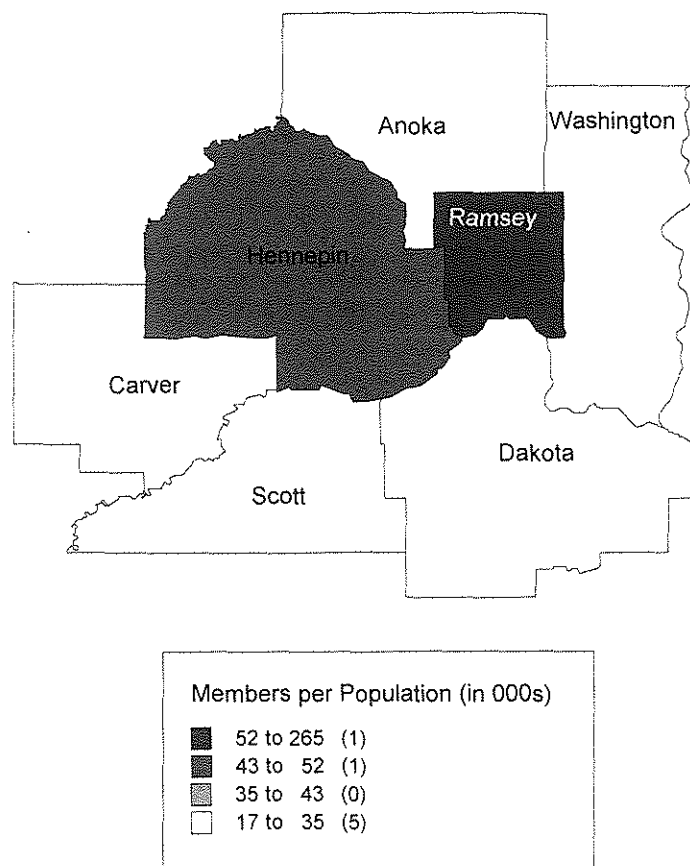 Anoka
Washington
Ramsey
Hennepin
Carver
Dakota
Scott
Members per Population (in 000s)
52 to 265 (1)
43 to 52 (1)
35 to 43 (0)
17 to 35 (5)